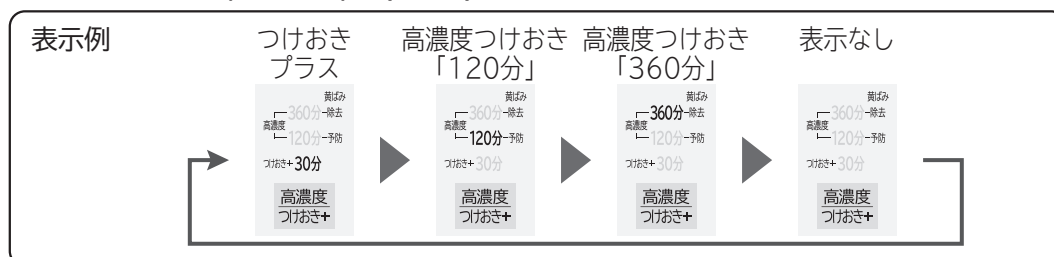 表示例
つけおき
プラス
高濃度つけおき
「120分」
高濃度つけおき
「360分」
表示なし
黄ばみ
360分-除去
高濃度
120分-予防
つけおき+30分
高濃度
つけおき+
黄ばみ
360分-除去
高濃度
120分-予防
つけおき+30分
高濃度
つけおき+
黄ばみ
360分-除去
高濃度
120分-予防
つけおき+30分
高濃度
つけおき+
黄ばみ
360分-除去
高濃度
120分-予防
つけおき+30分
高濃度
つけおき+